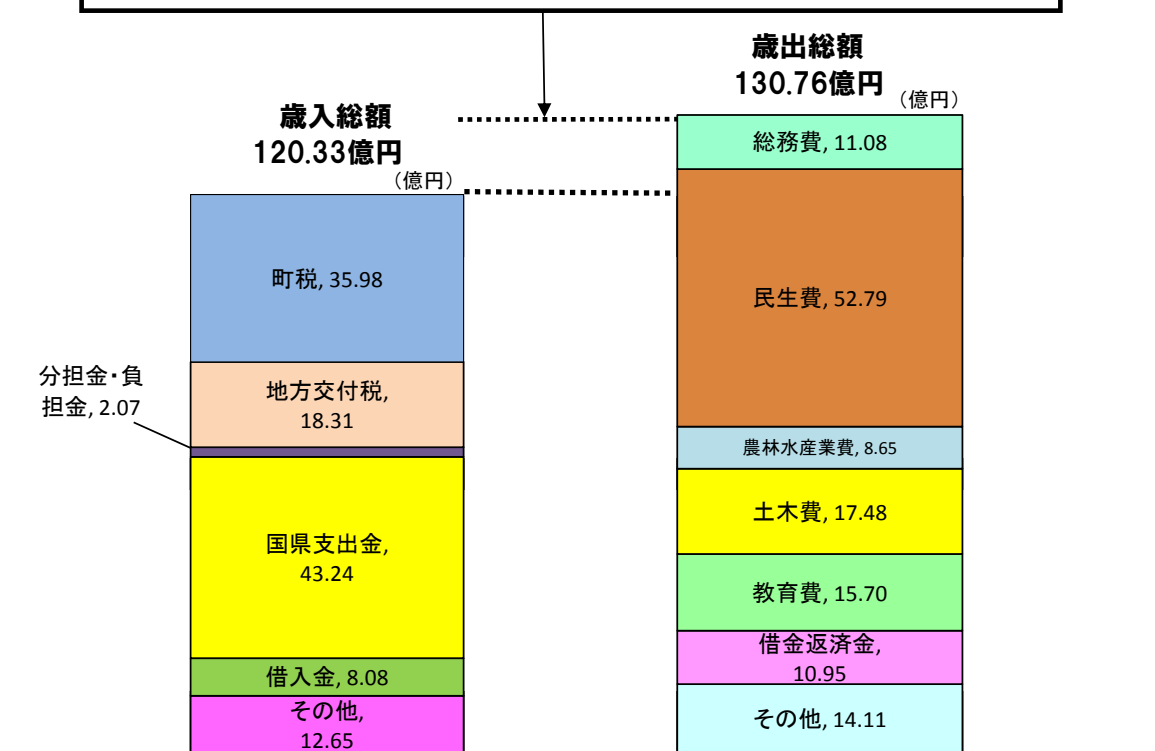 歳出総額
130.76億円
（億円）
歳入総額
120.33億円
（億円）
町税, 35.98
地方交付税,
18.31
分担金・負
担金, 2.07
国県支出金,
43.24
借入金, 8.08
その他,
12.65
総務費, 11.08
民生費, 52.79
農林水産業費, 8.65
土木費, 17.48
教育費, 15.70
借金返済金,
10.95
その他, 14.11